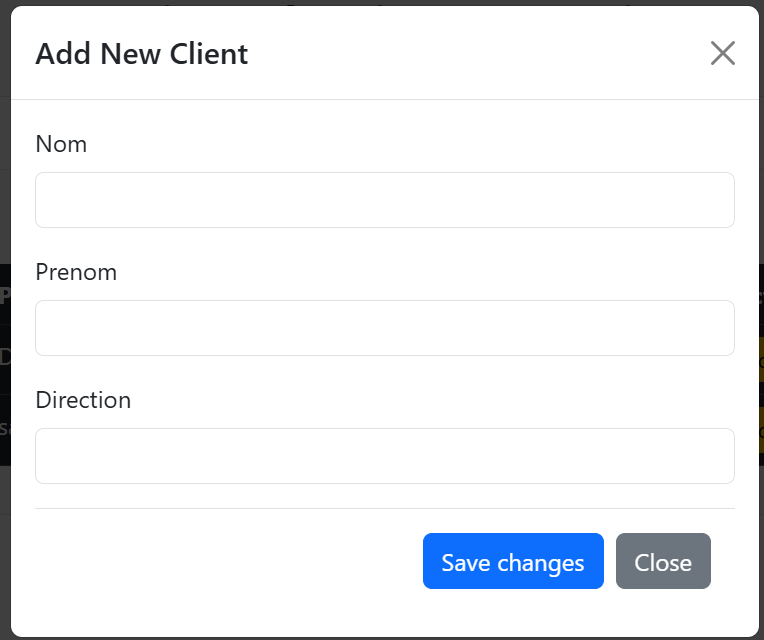 Add New Client
Nom
Prenom
Direction
Save changes Close